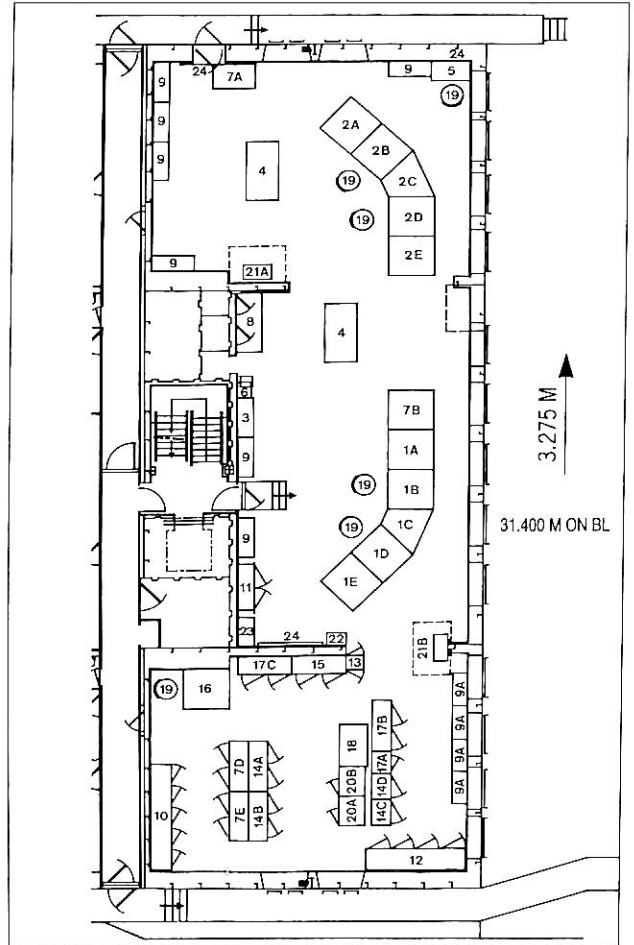 24
24
7A
9
5
9
19
9
2A
2B
9
4
19
2C
19
2D
2E
9
21A
8
4
6
3
7B
3.275 M
9
1A
19
1B
31.400 M ON BL
9
19
1C
1D
11
1E
23
24
22
21B
17C
15
13
19
16
9A
17B
9A
18
7D
14A
17A
9A
20B
14D
9A
10
7E
14B
20A
14C
12